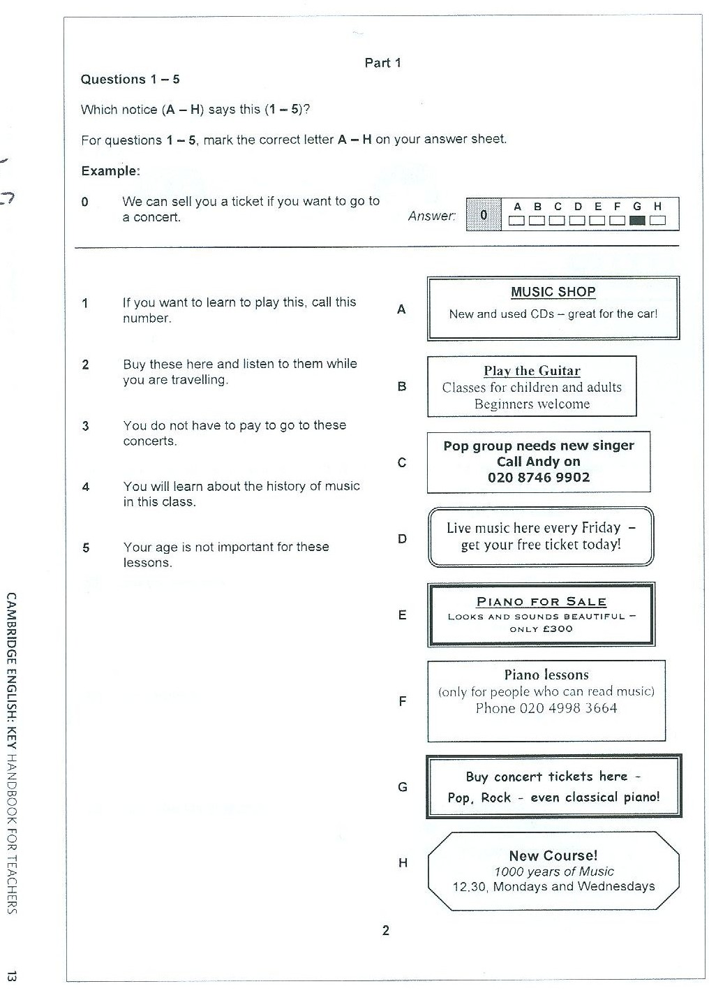 Part 1
Questions 1 – 5
Which notice (A – H) says this (1 – 5)?
For questions 1 – 5, mark the correct letter A – H on your answer sheet.
Example:
0 We can sell you a ticket if you want to go to
a concert.
Answer: 0 A B C D E F G H
1 If you want to learn to play this, call this
number.
2 Buy these here and listen to them while
you are travelling.
3 You do not have to pay to go to these
concerts.
4 You will learn about the history of music
in this class.
5 Your age is not important for these
lessons.
A
MUSIC SHOP
New and used CDs – great for the car!
B
Play the Guitar
Classes for children and adults
Beginners welcome
C
Pop group needs new singer
Call Andy on
020 8746 9902
D
Live music here every Friday –
get your free ticket today!
E
PIANO FOR SALE
LOOKS AND SOUNDS BEAUTIFUL –
ONLY £300
F
Piano lessons
(only for people who can read music)
Phone 020 4998 3664
G
Buy concert tickets here -
Pop, Rock - even classical piano!
H
New Course!
1000 years of Music
12.30, Mondays and Wednesdays
2
CAMBRIDGE ENGLISH: KEY HANDBOOK FOR TEACHERS 13